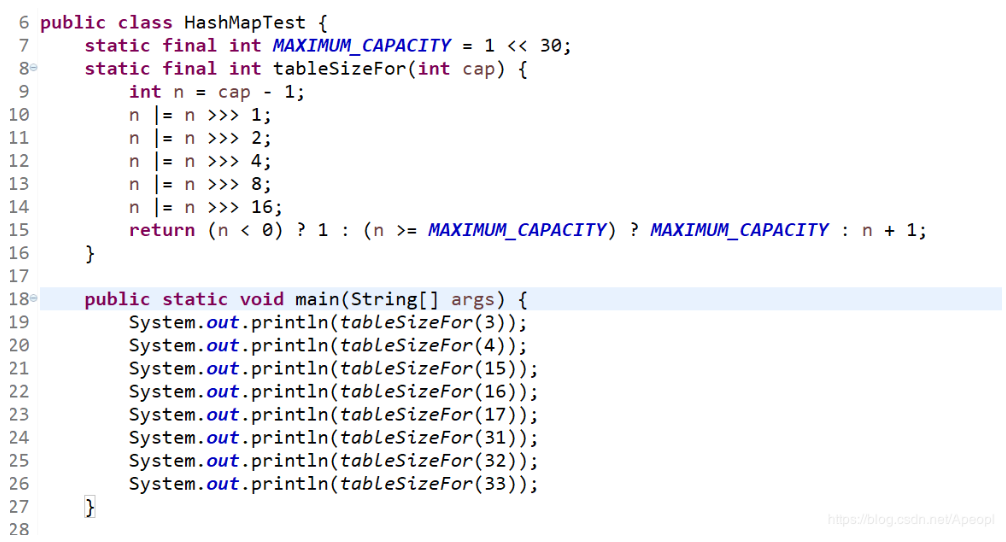 6 public class HashMapTest {
7     static final int MAXIMUM_CAPACITY = 1 << 30;
8     static final int tableSizeFor(int cap) {
9         int n = cap - 1;
10         n |= n >>> 1;
11         n |= n >>> 2;
12         n |= n >>> 4;
13         n |= n >>> 8;
14         n |= n >>> 16;
15         return (n < 0) ? 1 : (n >= MAXIMUM_CAPACITY) ? MAXIMUM_CAPACITY : n + 1;
16     }
17
18     public static void main(String[] args) {
19         System.out.println(tableSizeFor(3));
20         System.out.println(tableSizeFor(4));
21         System.out.println(tableSizeFor(15));
22         System.out.println(tableSizeFor(16));
23         System.out.println(tableSizeFor(17));
24         System.out.println(tableSizeFor(31));
25         System.out.println(tableSizeFor(32));
26         System.out.println(tableSizeFor(33));
27     }
28
https://blog.csdn.net/Apeopl